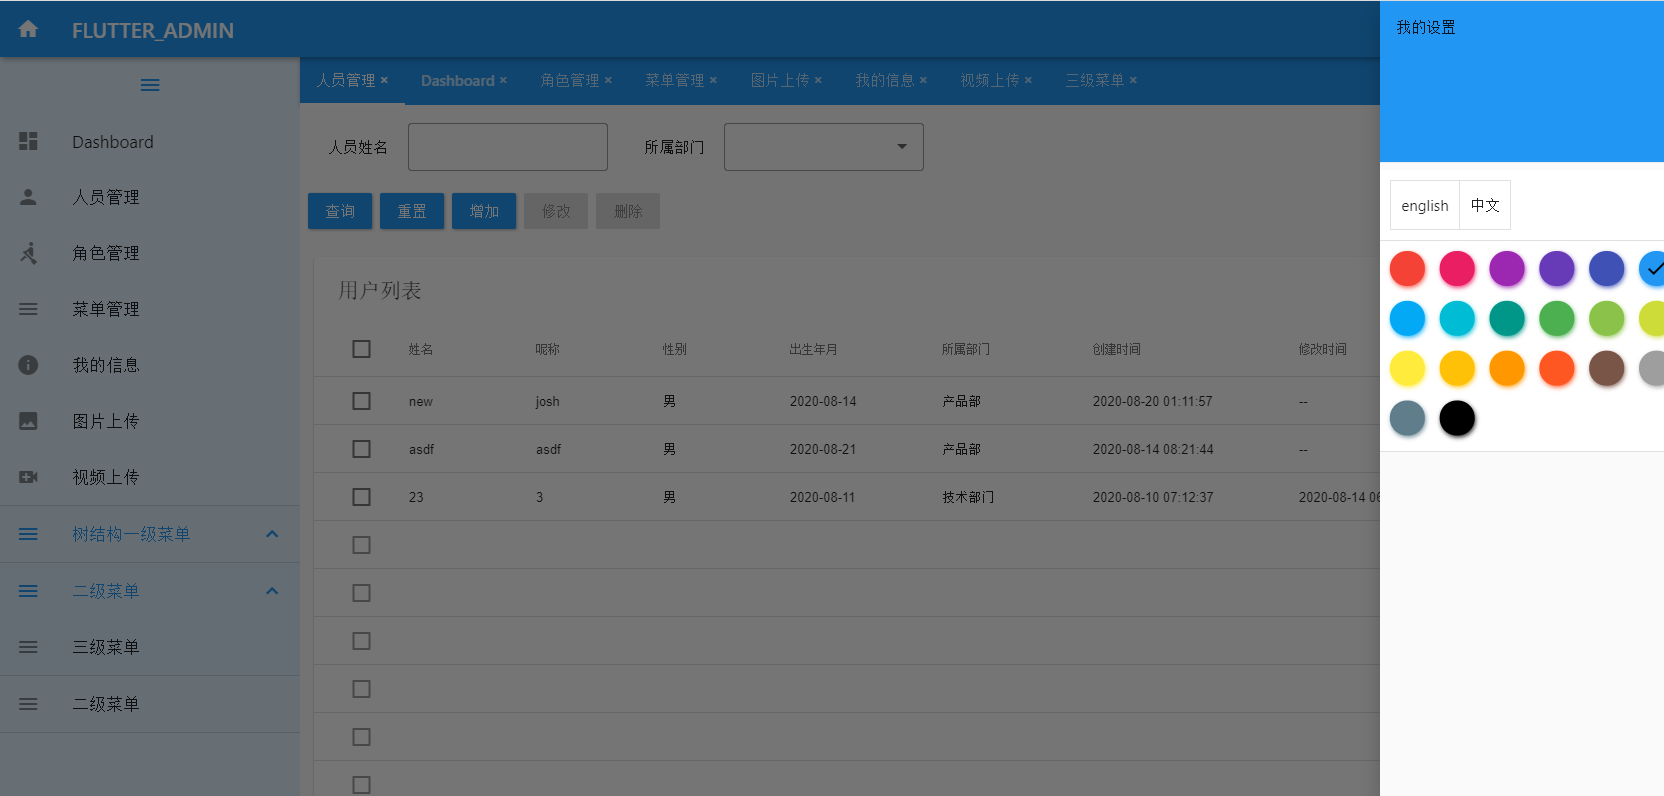 FLUTTER_ADMIN
我的设置
人员管理 × Dashboard × 角色管理 × 菜单管理 × 图片上传 × 我的信息 × 视频上传 × 三级菜单 ×
Dashboard
人员管理
角色管理
菜单管理
我的信息
图片上传
视频上传
树结构一级菜单
二级菜单
三级菜单
二级菜单
人员姓名 所属部门
查询 重置 增加 修改 删除
用户列表
姓名 呢称 性别 出生年月 所属部门 创建时间 修改时间
new josh 男 2020-08-14 产品部 2020-08-20 01:11:57 --
asdf asdf 男 2020-08-21 产品部 2020-08-14 08:21:44 --
23 3 男 2020-08-11 技术部门 2020-08-10 07:12:37 2020-08-14
english 中文